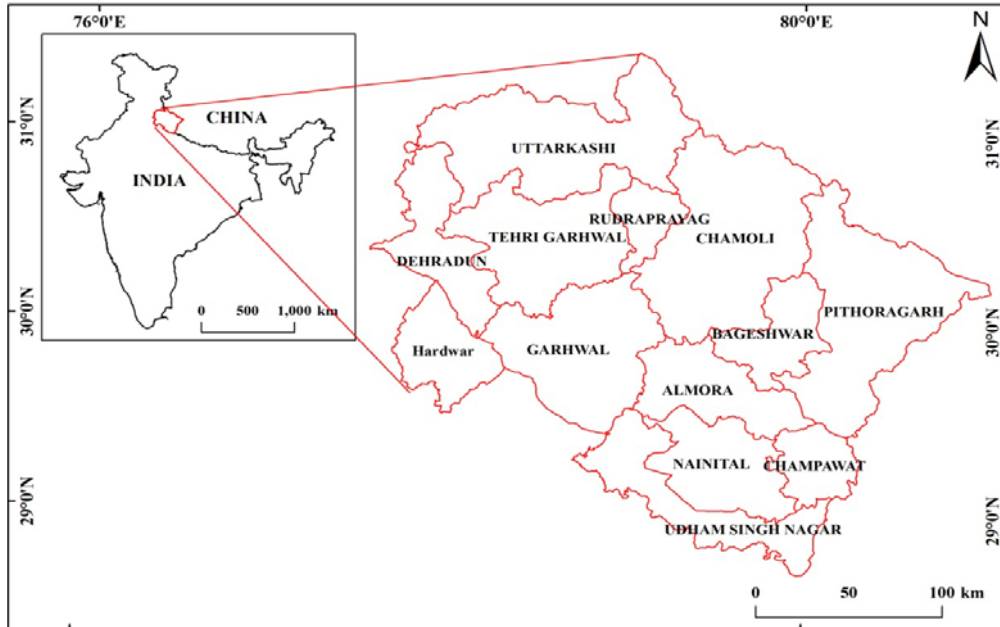 76°0'E
80°0'E
N
31°0'N
31°0'N
CHINA
INDIA
0 500 1,000 km
30°0'N
30°0'N
29°0'N
29°0'N
UTTARKASHI
RUDRAPRAYAG
TEHRI GARHWAL
CHAMOLI
DEHRADUN
PITHORAGARH
BAGESHWAR
Hardwar
GARHWAL
ALMORA
NAINITAL
CHAMPAWAT
UDHAM SINGH NAGAR
0 50 100 km